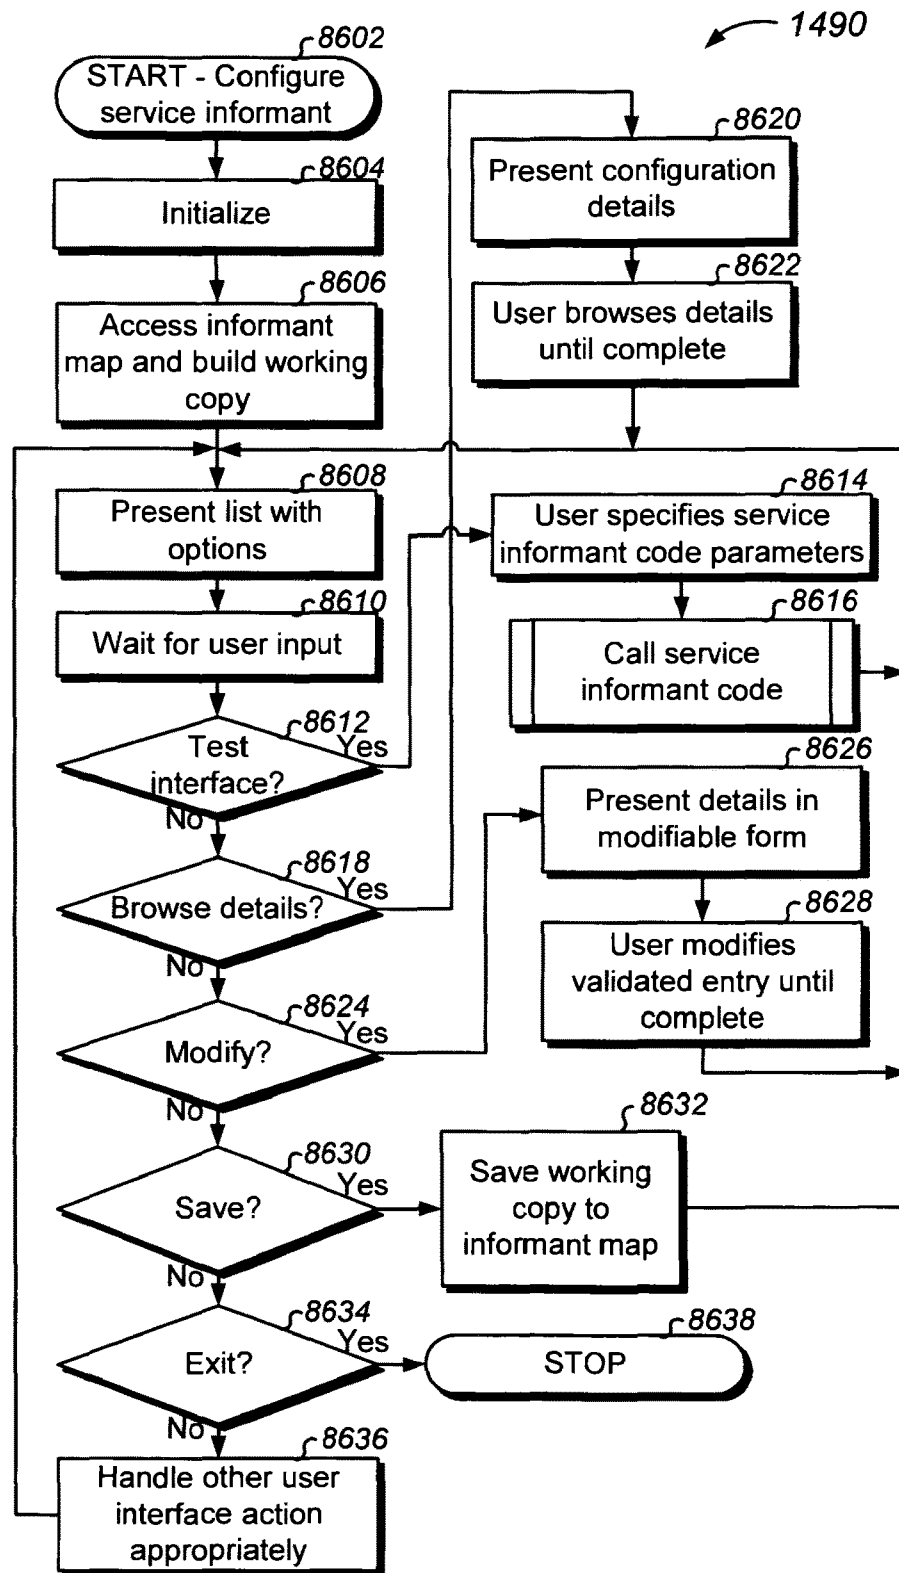 1490
8602
START - Configure
service informant
8604
Initialize
8606
Access informant
map and build working
copy
8608
Present list with
options
8610
Wait for user input
8612
Test
interface?
Yes
No
8618
Browse details?
Yes
No
8624
Modify?
Yes
No
8630
Save?
Yes
No
8634
Exit?
Yes
No
8636
Handle other user
interface action
appropriately
8620
Present configuration
details
8622
User browses details
until complete
8614
User specifies service
informant code parameters
8616
Call service
informant code
8626
Present details in
modifiable form
8628
User modifies
validated entry until
complete
8632
Save working
copy to
informant map
8638
STOP